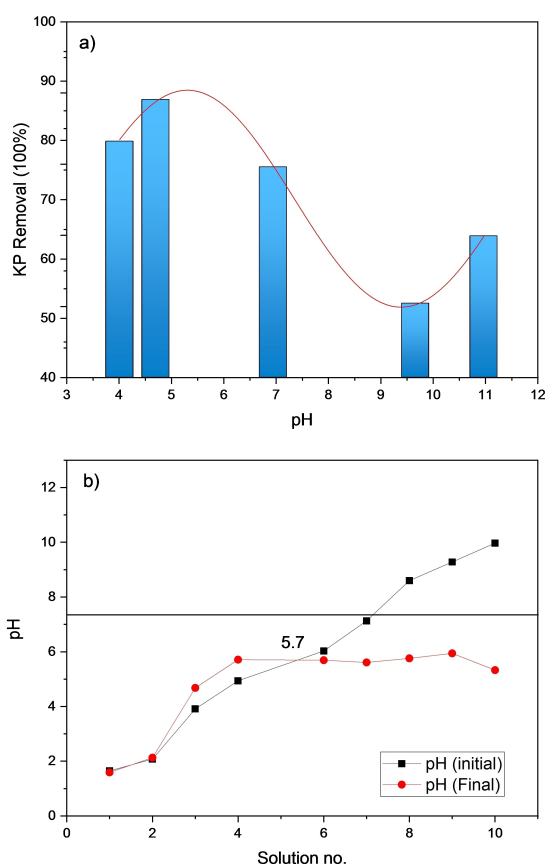 a)
100
90
80
70
60
50
40
KP Removal (100%)
3 4 5 6 7 8 9 10 11 12
pH
b)
12
10
8
6
4
2
0
pH
5.7
pH (initial)
pH (Final)
0 2 4 6 8 10
Solution no.